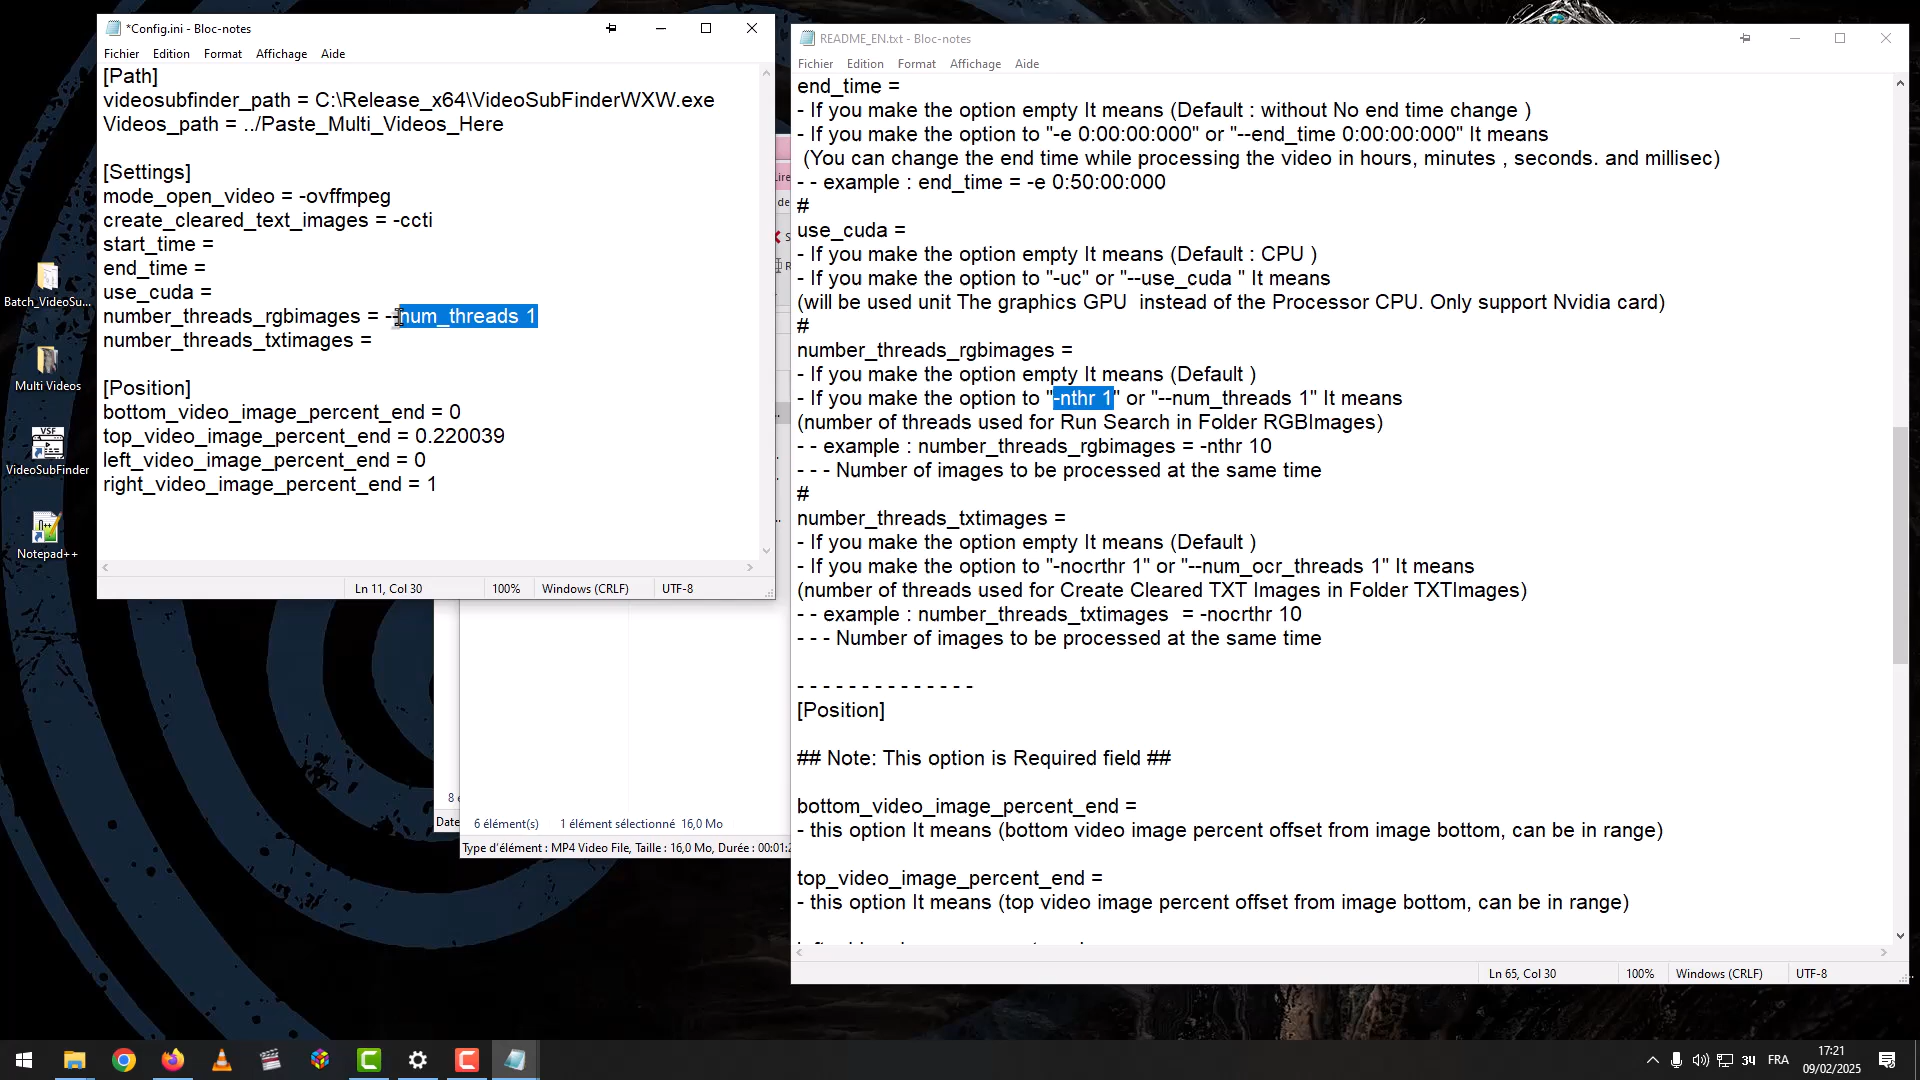 *Config.ini - Bloc-notes
Fichier Edition Format Affichage Aide
[Path]
videosubfinder_path = C:\Release_x64\VideoSubFinderWXW.exe
Videos_path = ../Paste_Multi_Videos_Here
[Settings]
mode_open_video = -ovffmpeg
create_cleared_text_images = -ccti
start_time =
end_time =
use_cuda =
number_threads_rgbimages = --num_threads 1
number_threads_txtimages =
[Position]
bottom_video_image_percent_end = 0
top_video_image_percent_end = 0.220039
left_video_image_percent_end = 0
right_video_image_percent_end = 1
Ln 11, Col 30 100% Windows (CRLF) UTF-8
README_EN.txt - Bloc-notes
Fichier Edition Format Affichage Aide
end_time =
- If you make the option empty It means (Default : without No end time change )
- If you make the option to "-e 0:00:00:000" or "--end_time 0:00:00:000" It means
(You can change the end time while processing the video in hours, minutes , seconds. and millisec)
- - example : end_time = -e 0:50:00:000
#
use_cuda =
- If you make the option empty It means (Default : CPU )
- If you make the option to "-uc" or "--use_cuda " It means
(will be used unit The graphics GPU  instead of the Processor CPU. Only support Nvidia card)
#
number_threads_rgbimages =
- If you make the option empty It means (Default )
- If you make the option to "-nthr 1" or "--num_threads 1" It means
(number of threads used for Run Search in Folder RGBImages)
- - example : number_threads_rgbimages = -nthr 10
- - - Number of images to be processed at the same time
#
number_threads_txtimages =
- If you make the option empty It means (Default )
- If you make the option to "-nocrthr 1" or "--num_ocr_threads 1" It means
(number of threads used for Create Cleared TXT Images in Folder TXTImages)
- - example : number_threads_txtimages  = -nocrthr 10
- - - Number of images to be processed at the same time
- - - - - - - - - - - - - -
[Position]
## Note: This option is Required field ##
bottom_video_image_percent_end =
- this option It means (bottom video image percent offset from image bottom, can be in range)
top_video_image_percent_end =
- this option It means (top video image percent offset from image bottom, can be in range)
Ln 65, Col 30 100% Windows (CRLF) UTF-8
Batch_VideoSu...
Multi Videos
VSF
VideoSubFinder
Notepad++
Lire
de
S
R
8 é
Date
6 élément(s) 1 élément sélectionné 16,0 Mo
Type d'élément : MP4 Video File, Taille : 16,0 Mo, Durée : 00:01:2
FRA
17:21
09/02/2025